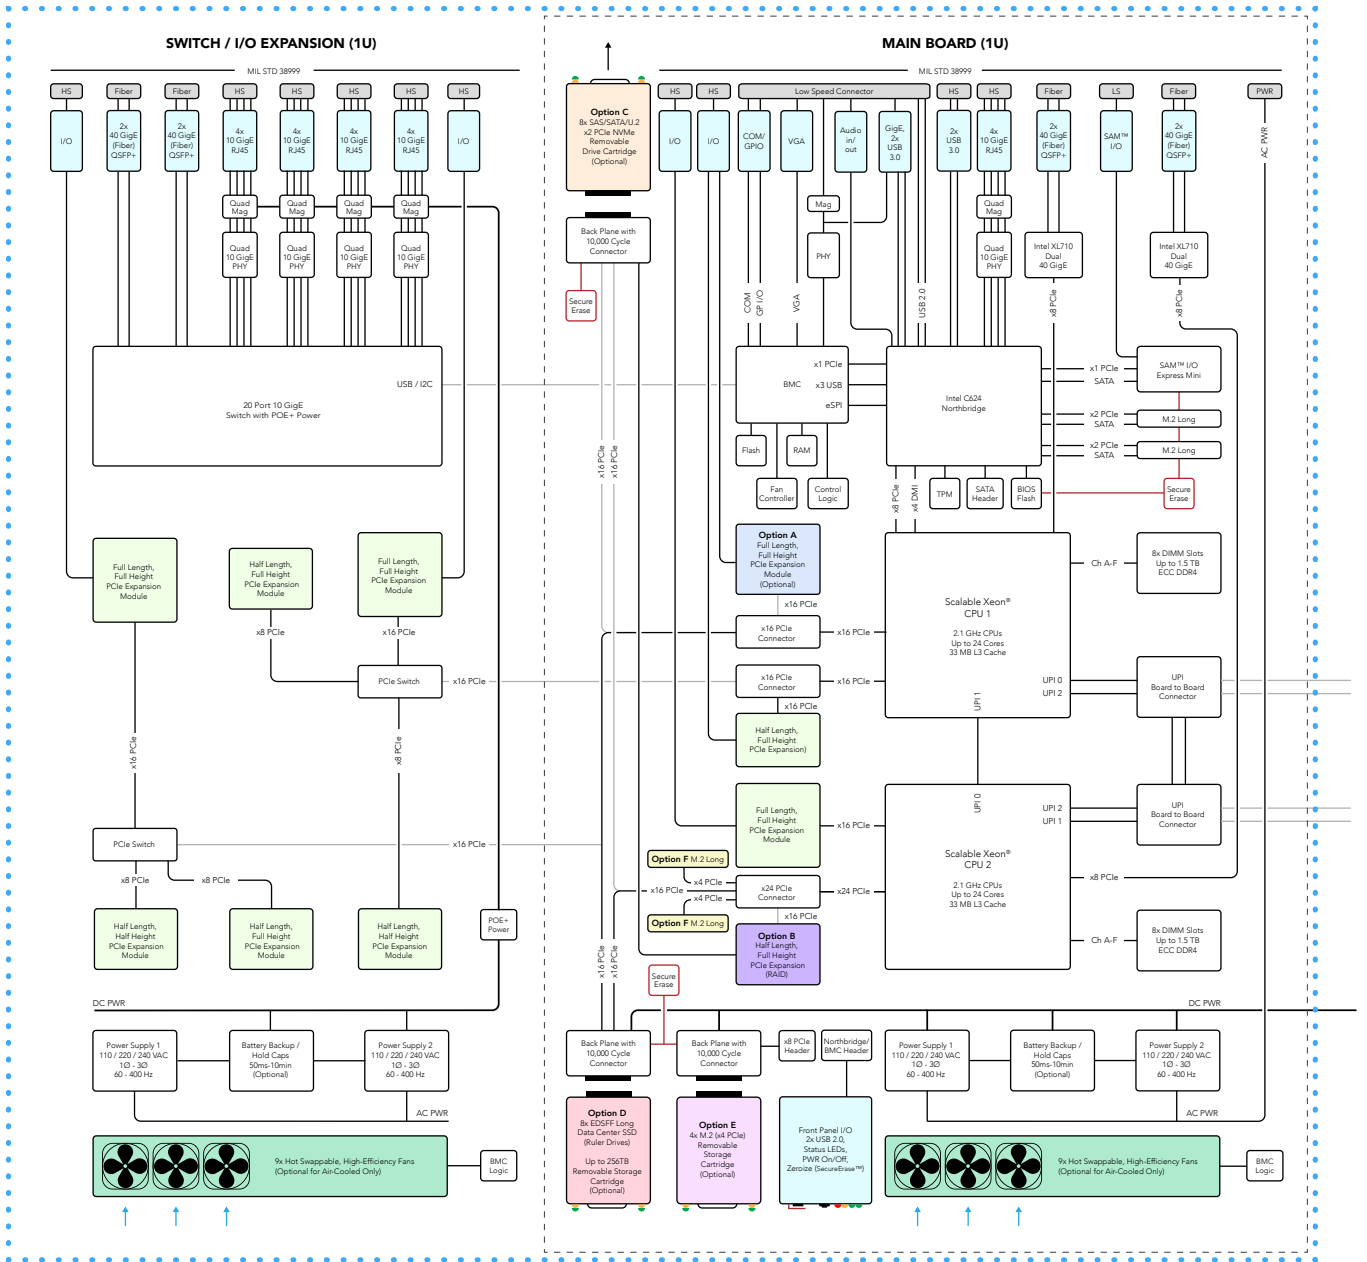 SWITCH / I/O EXPANSION (1U)
MAIN BOARD (1U)
MIL STD 38999
MIL STD 38999
HS
Fiber
Fiber
HS
HS
HS
HS
HS
I/O
2x
40 GigE
(Fiber)
QSFP+
2x
40 GigE
(Fiber)
QSFP+
4x
10 GigE
RJ45
4x
10 GigE
RJ45
4x
10 GigE
RJ45
4x
10 GigE
RJ45
I/O
Quad
Mag
Quad
Mag
Quad
Mag
Quad
Mag
Quad
10 GigE
PHY
Quad
10 GigE
PHY
Quad
10 GigE
PHY
Quad
10 GigE
PHY
USB / I2C
20 Port 10 GigE
Switch with POE+ Power
Full Length,
Full Height
PCIe Expansion
Module
Half Length,
Full Height
PCIe Expansion
Module
Full Length,
Full Height
PCIe Expansion
Module
x8 PCIe
x16 PCIe
PCIe Switch
x16 PCIe
x16 PCIe
x8 PCIe
PCIe Switch
x16 PCIe
x8 PCIe
x8 PCIe
Half Length,
Half Height
PCIe Expansion
Module
Half Length,
Full Height
PCIe Expansion
Module
Half Length,
Half Height
PCIe Expansion
Module
POE+
Power
DC PWR
Power Supply 1
110 / 220 / 240 VAC
1Ø - 3Ø
60 - 400 Hz
Battery Backup /
Hold Caps
50ms-10min
(Optional)
Power Supply 2
110 / 220 / 240 VAC
1Ø - 3Ø
60 - 400 Hz
AC PWR
9x Hot Swappable, High-Efficiency Fans
(Optional for Air-Cooled Only)
BMC
Logic
Option C
8x SAS/SATA/U.2
x2 PCIe NVMe
Removable
Drive Cartridge
(Optional)
Back Plane with
10,000 Cycle
Connector
Secure
Erase
HS
HS
Low Speed Connector
HS
HS
Fiber
LS
Fiber
PWR
I/O
I/O
COM/
GPIO
VGA
Audio
in/
out
GigE,
2x
USB
3.0
2x
USB
3.0
4x
10 GigE
RJ45
2x
40 GigE
(Fiber)
QSFP+
SAM™
I/O
2x
40 GigE
(Fiber)
QSFP+
AC PWR
Mag
Quad
Mag
PHY
Quad
10 GigE
PHY
Intel XL710
Dual
40 GigE
Intel XL710
Dual
40 GigE
COM
GP I/O
VGA
USB 2.0
x8 PCIe
x8 PCIe
x1 PCIe
BMC
x3 USB
eSPI
Intel C624
Northbridge
x1 PCIe
SATA
SAM™ I/O
Express Mini
x2 PCIe
SATA
M.2 Long
x2 PCIe
SATA
M.2 Long
x16 PCIe
x16 PCIe
Flash
RAM
Fan
Controller
Control
Logic
x8 PCIe
x4 DMI
TPM
SATA
Header
BIOS
Flash
Secure
Erase
Option A
Full Length,
Full Height
PCIe Expansion
Module
(Optional)
x16 PCIe
x16 PCIe
Connector
x16 PCIe
Scalable Xeon®
CPU 1
2.1 GHz CPUs
Up to 24 Cores
33 MB L3 Cache
UPI 0
UPI 2
UPI 1
Ch A-F
8x DIMM Slots
Up to 1.5 TB
ECC DDR4
x16 PCIe
Connector
x16 PCIe
x16 PCIe
UPI
Board to Board
Connector
Half Length,
Full Height
PCIe Expansion)
Full Length,
Full Height
PCIe Expansion
Module
x16 PCIe
UPI 0
UPI 2
UPI 1
UPI
Board to Board
Connector
Scalable Xeon®
CPU 2
2.1 GHz CPUs
Up to 24 Cores
33 MB L3 Cache
x8 PCIe
Option F M.2 Long
x4 PCIe
x16 PCIe
x24 PCIe
Connector
x24 PCIe
x4 PCIe
Option F M.2 Long
x16 PCIe
Option B
Half Length,
Full Height
PCIe Expansion
(RAID)
Ch A-F
8x DIMM Slots
Up to 1.5 TB
ECC DDR4
x16 PCIe
x16 PCIe
Secure
Erase
DC PWR
Back Plane with
10,000 Cycle
Connector
Back Plane with
10,000 Cycle
Connector
x8 PCIe
Header
Northbridge/
BMC Header
Power Supply 1
110 / 220 / 240 VAC
1Ø - 3Ø
60 - 400 Hz
Battery Backup /
Hold Caps
50ms-10min
(Optional)
Power Supply 2
110 / 220 / 240 VAC
1Ø - 3Ø
60 - 400 Hz
AC PWR
Option D
8x EDSFF Long
Data Center SSD
(Ruler Drives)
Up to 256TB
Removable Storage
Cartridge
(Optional)
Option E
4x M.2 (x4 PCIe)
Removable
Storage
Cartridge
(Optional)
Front Panel I/O
2x USB 2.0,
Status LEDs,
PWR On/Off,
Zeroize (SecureErase™)
9x Hot Swappable, High-Efficiency Fans
(Optional for Air-Cooled Only)
BMC
Logic